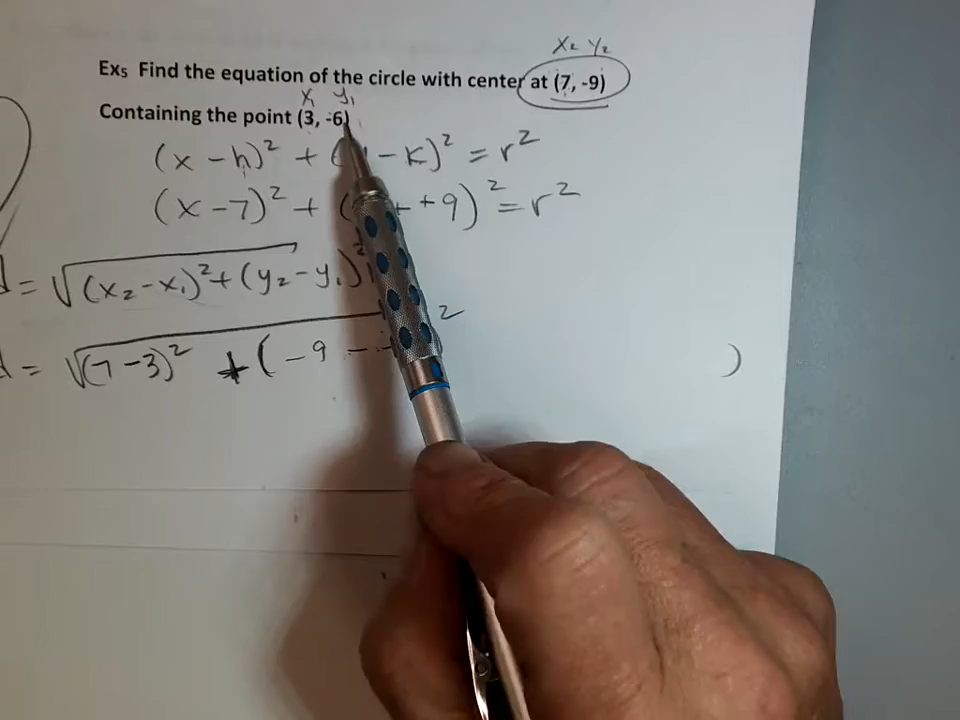 x₂ y₂
Ex5 Find the equation of the circle with center at (7, -9)
x₁ y₁
Containing the point (3, -6)
(x - h)² + ( - k)² = r²
(x - 7)² + ( + 9)² = r²
d = √(x₂ - x₁)² + (y₂ - y₁)²
d = √(7 - 3)² + (-9 - ²
)